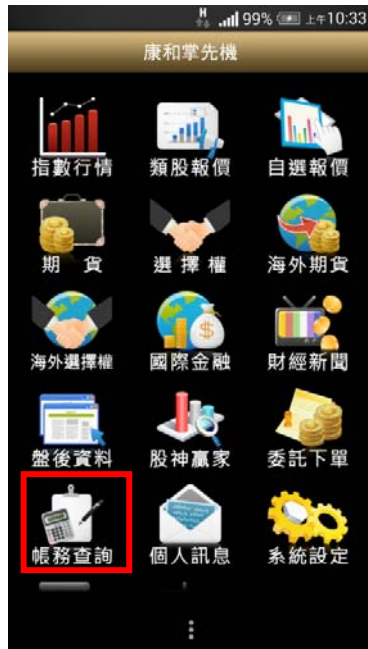 H
99% 上午10:33
康和掌先機
指數行情 類股報價 自選報價
期 貨 選擇權 海外期貨
海外選擇權 國際金融 財經新聞
盤後資料 股神贏家 委託下單
帳務查詢 個人訊息 系統設定